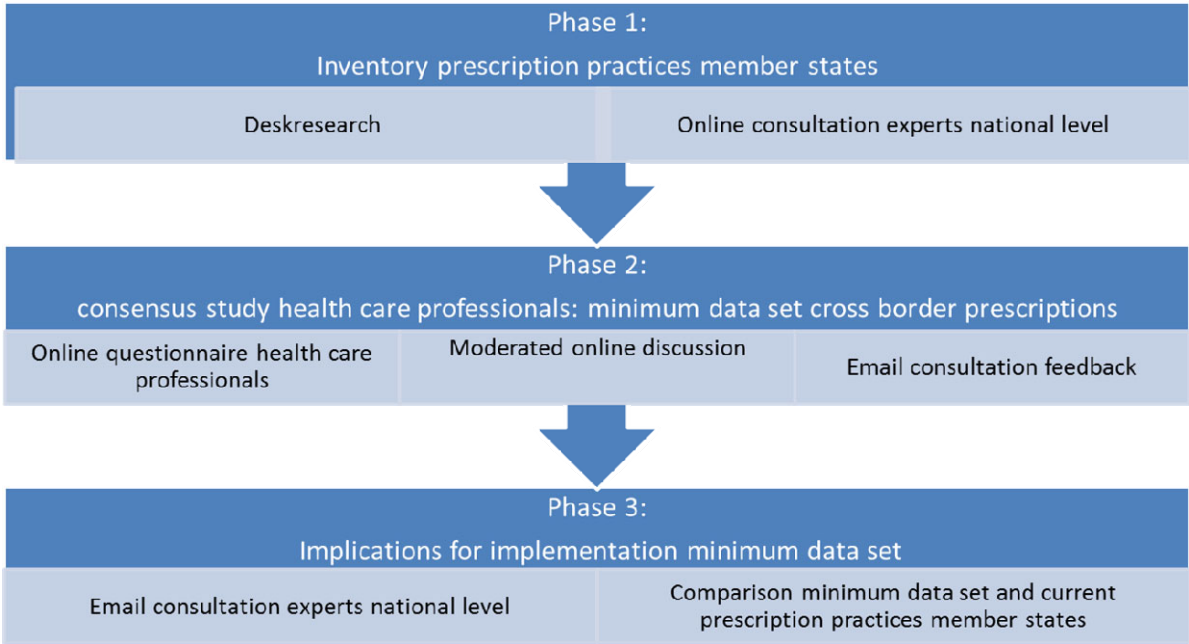 Phase 1:
Inventory prescription practices member states
Deskresearch
Online consultation experts national level
Phase 2:
consensus study health care professionals: minimum data set cross border prescriptions
Online questionnaire health care
professionals
Moderated online discussion
Email consultation feedback
Phase 3:
Implications for implementation minimum data set
Email consultation experts national level
Comparison minimum data set and current
prescription practices member states